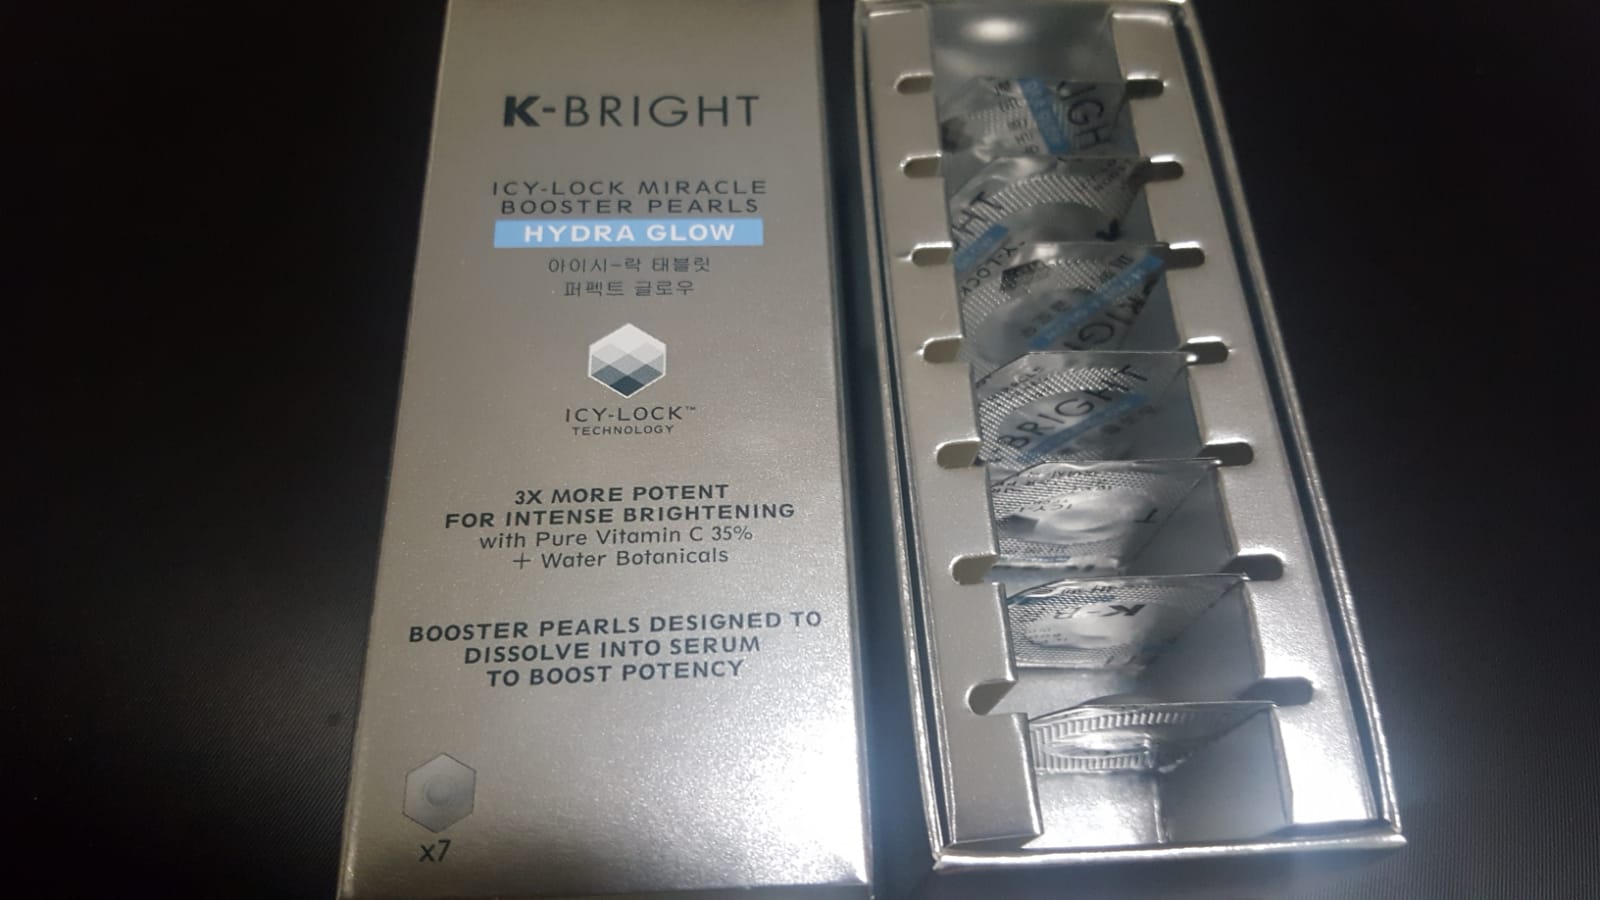 K-BRIGHT
ICY-LOCK MIRACLE
BOOSTER PEARLS
HYDRA GLOW
아이시-락 태블릿
퍼펙트 글로우
ICY-LOCK™
TECHNOLOGY
3X MORE POTENT
FOR INTENSE BRIGHTENING
with Pure Vitamin C 35%
+ Water Botanicals
BOOSTER PEARLS DESIGNED TO
DISSOLVE INTO SERUM
TO BOOST POTENCY
x7
BRIGHT